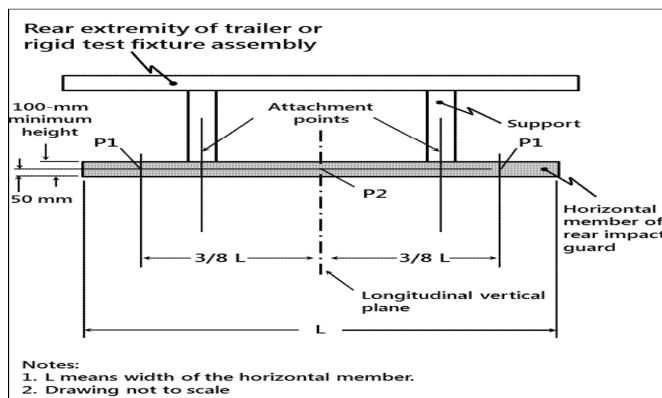 Rear extremity of trailer or
rigid test fixture assembly
100-mm
minimum
height
Attachment
points
Support
P1
P1
50 mm
P2
Horizontal
member of
rear impact
guard
3/8 L
3/8 L
Longitudinal vertical
plane
L
Notes:
1. L means width of the horizontal member.
2. Drawing not to scale